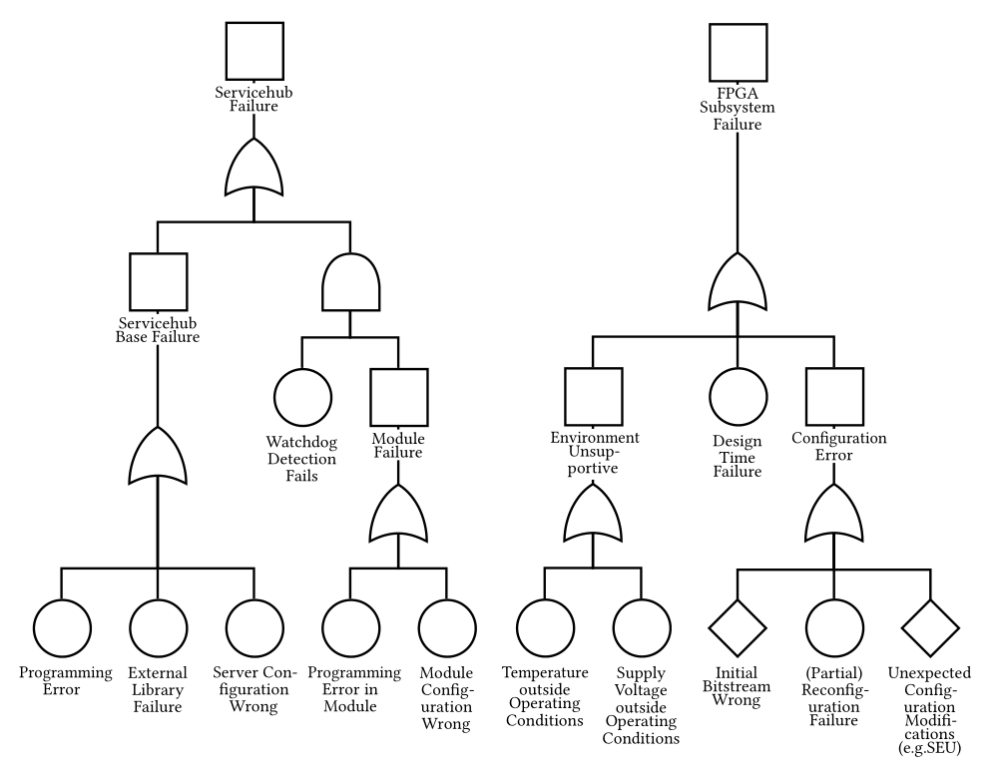 Servicehub
Failure
FPGA
Subsystem
Failure
Servicehub
Base Failure
Watchdog
Detection
Fails
Module
Failure
Environment
Unsup-
portive
Design
Time
Failure
Configuration
Error
Programming
Error
External
Library
Failure
Server Con-
figuration
Wrong
Programming
Error in
Module
Module
Config-
uration
Wrong
Temperature
outside
Operating
Conditions
Supply
Voltage
outside
Operating
Conditions
Initial
Bitstream
Wrong
(Partial)
Reconfig-
uration
Failure
Unexpected
Config-
uration
Modifi-
cations
(e.g.SEU)